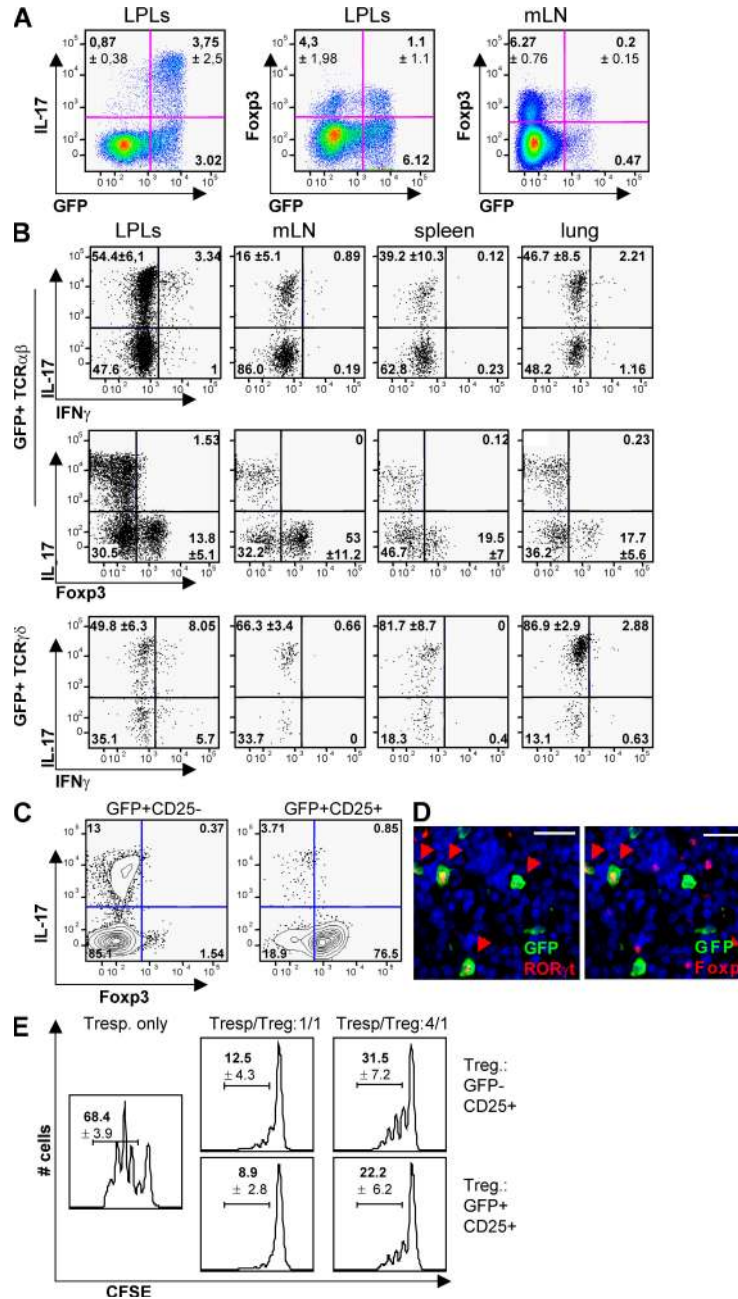 A
LPLs LPLs mLN
0,87 ± 0.38 3,75 ± 2,5 3.02
4,3 ± 1,98 1.1 ± 1.1 6.12
6.27 ± 0.76 0.2 ± 0.15 0.47
IL-17 Foxp3 Foxp3
10⁵ 10⁴ 10³ 10² 0
0 10² 10³ 10⁴ 10⁵
GFP GFP GFP
B
LPLs mLN spleen lung
GFP+ TCRαβ
54.4±6,1 3.34 16 ±5.1 0.89 39.2 ±10.3 0.12 46.7 ±8.5 2.21
47.6 1 86.0 0.19 62.8 0.23 48.2 1.16
IL-17
IFNγ
1.53 0 0.12 0.23
30.5 13.8 ±5.1 32.2 53 ±11.2 46.7 19.5 ±7 36.2 17.7 ±5.6
IL 17
Foxp3
GFP+ TCRγδ
49.8 ±6.3 8.05 66.3 ±3.4 0.66 81.7 ±8.7 0 86.9 ±2.9 2.88
35.1 5.7 33.7 0 18.3 0.4 13.1 0.63
IL-17
IFNγ
C
GFP+CD25- GFP+CD25+
13 0.37 3.71 0.85
85.1 1.54 18.9 76.5
IL-17
Foxp3
D
GFP GFP
RORγt Foxp
E
Tresp. only Tresp/Treg:1/1 Tresp/Treg:4/1
68.4 ± 3.9
12.5 ± 4.3 31.5 ± 7.2
Treg.:
GFP-
CD25+
8.9 ± 2.8 22.2 ± 6.2
Treg.:
GFP+
CD25+
# cells
CFSE